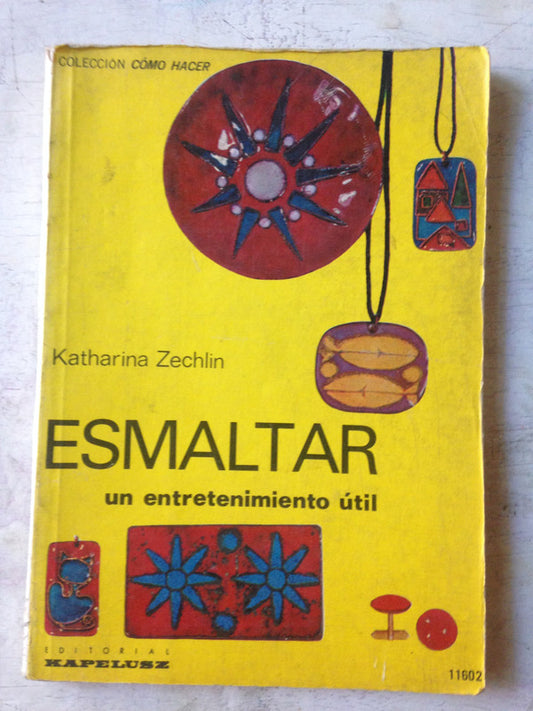 COLECCIÓN CÓMO HACER
Katharina Zechlin
ESMALTAR
un entretenimiento útil
EDITORIAL
KAPELUSZ
11602